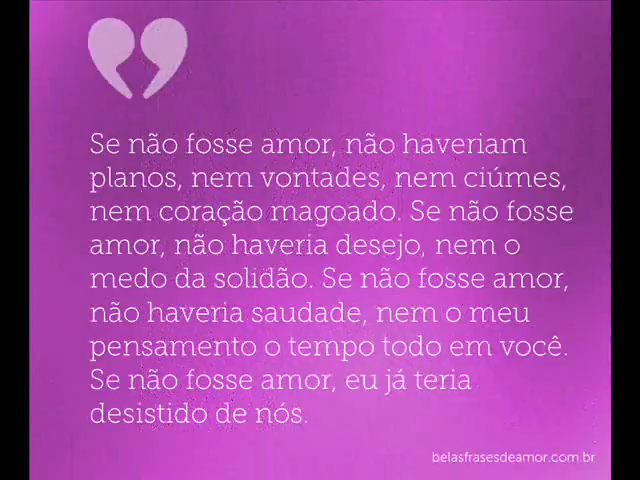 Se não fosse amor, não haveriam
planos, nem vontades, nem ciúmes,
nem coração magoado. Se não fosse
amor, não haveria desejo, nem o
medo da solidão. Se não fosse amor,
não haveria saudade, nem o meu
pensamento o tempo todo em você.
Se não fosse amor, eu já teria
desistido de nós.
belasfrasesdeamor.com.br